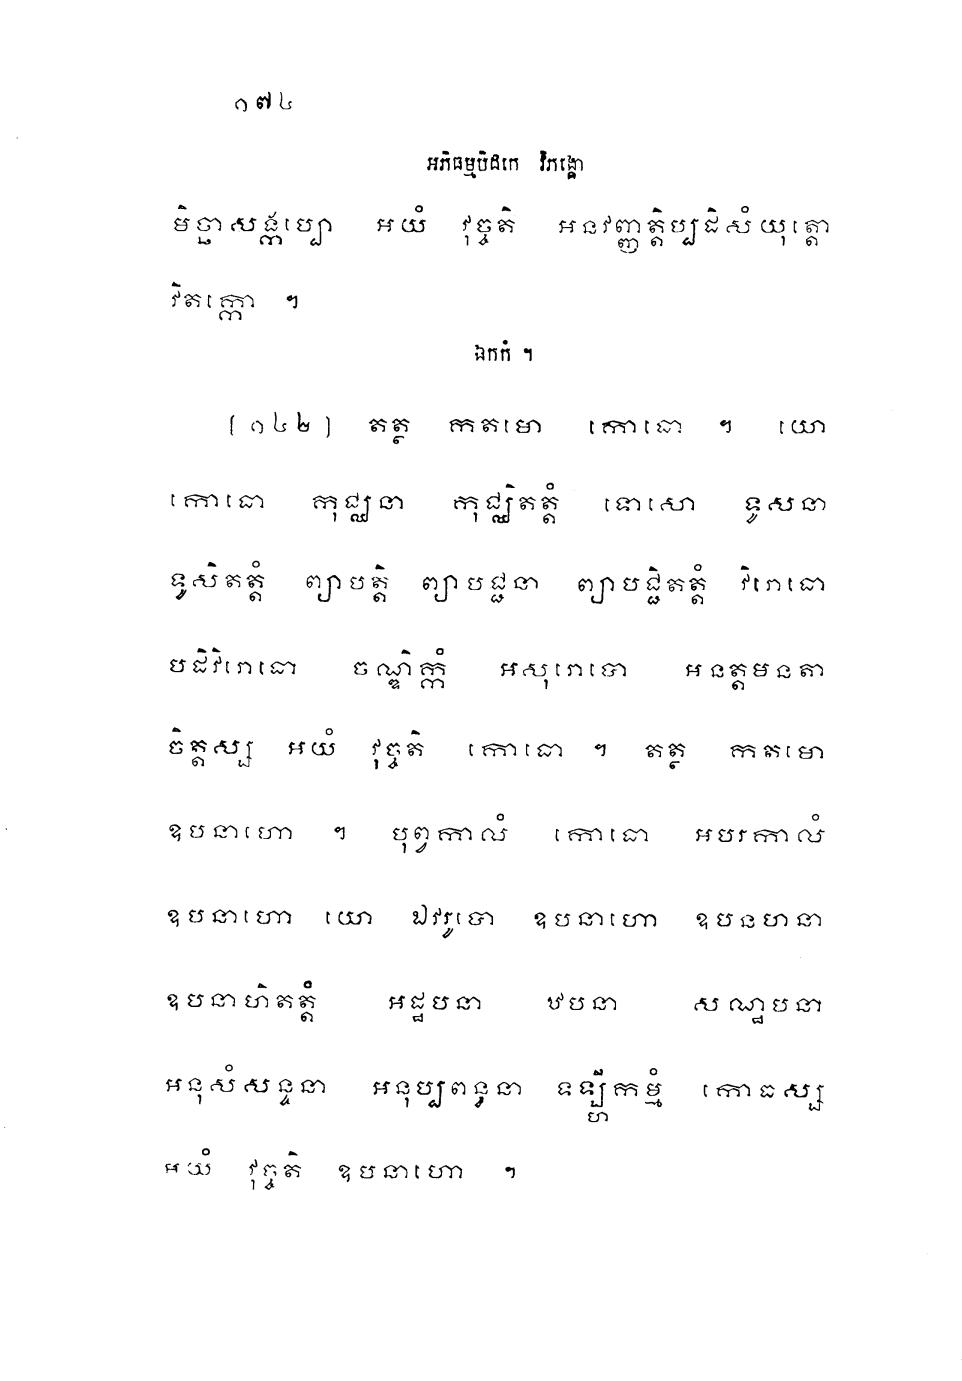 ១៧៤
អភិធម្មបិដកេ វិភង្គោ
មិច្ឆាសង្កប្បោ អយំ វុច្ចតិ អនវញ្ញត្តិប្បដិសំយុត្តោ
វិតក្កោ ។
ឯកកំ ។
[១៤២] តត្ថ កតមោ កោធោ ។ យោ
កោធោ កុជ្ឈនា កុជ្ឈិតត្តំ ទោសោ ទូសនា
ទូសិតត្តំ ព្យាបត្តិ ព្យាបជ្ជនា ព្យាបជ្ជិតត្តំ វិរោធោ
បដិវិរោធោ ចណ្ឌិក្កំ អសុរោបោ អនត្តមនតា
ចិត្តស្ស អយំ វុច្ចតិ កោធោ ។ តត្ថ កតមោ
ឧបនាហោ ។ បុព្វកាលំ កោធោ អបរកាលំ
ឧបនាហោ យោ ឯវរូបោ ឧបនាហោ ឧបនហនា
ឧបនាហិតត្តំ អដ្ឋបនា ឋបនា សណ្ឋបនា
អនុសំសន្ទនា អនុប្បពន្ធនា ទឡ្ហីកម្មំ កោធស្ស
អយំ វុច្ចតិ ឧបនាហោ ។